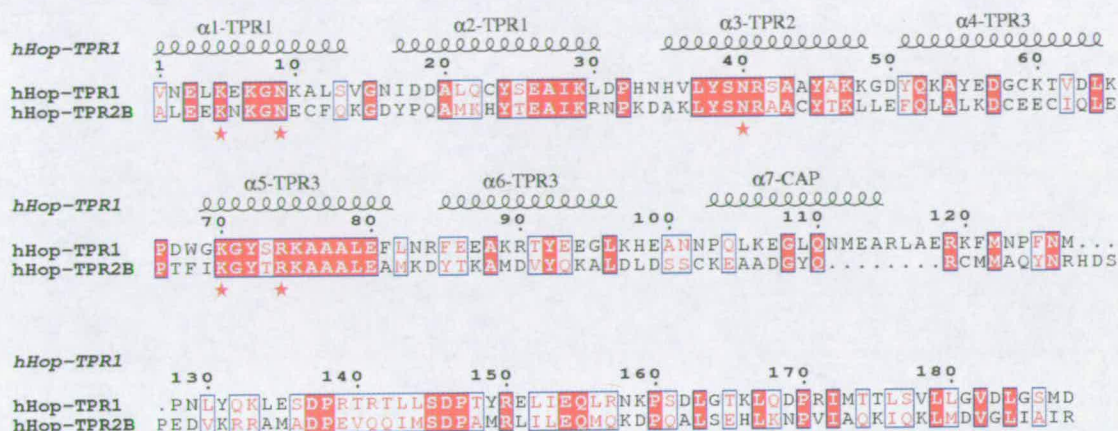 α1-TPR1 α2-TPR1 α3-TPR2 α4-TPR3
hHop-TPR1
1 10 20 30 40 50 60
hHop-TPR1 VNELKEKGNKALSVGNIDDALQCYSEAIKLDPHNHVLYSNRSAAYAKKGDYQKAYEDGCKTVDLK
hHop-TPR2B ALEEKNKGNECFQKGDYPQAMKHYTEAIKRNPKDAKLYSNRAACYTKLLEFQLALKDCEECIQLE
α5-TPR3 α6-TPR3 α7-CAP
hHop-TPR1
70 80 90 100 110 120
hHop-TPR1 PDWGKGYSRKAAALEFLNRFEEAKRTYEEGLKHEANNPQLKEGLQNMEARLAERKFMNPFNM...
hHop-TPR2B PTFIKGYTRKAAALEAMKDYTKAMDVYQKALDLDSSCKEAADGYQ........RCMMAQYNRHDS
hHop-TPR1
130 140 150 160 170 180
hHop-TPR1 .PNLYQKLESDPRTRTLLSDPTYRELIEQLRNKPSDLGTKLQDPRIMTTLSVLLGVDLGSMD
hHop-TPR2B PEDVKRRAMADPEVQQIMSDPAMRLILEQMQKDPQALSEHLKNPVIAQKIQKLMDVGLIAIR